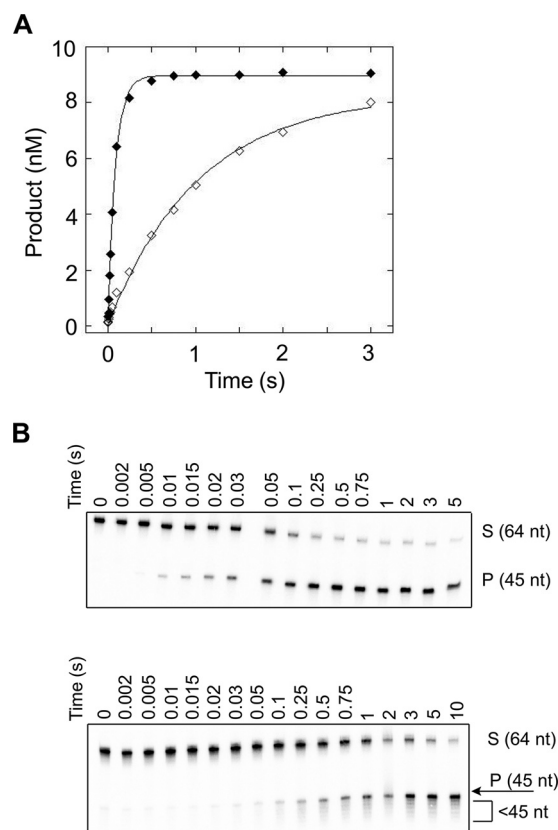 A
10
8
6
4
2
0
Product (nM)
0 1 2 3
Time (s)
B
Time (s) 0 0.002 0.005 0.01 0.015 0.02 0.03 0.05 0.1 0.25 0.5 0.75 1 2 3 5
S (64 nt)
P (45 nt)
Time (s) 0 0.002 0.005 0.01 0.015 0.02 0.03 0.05 0.1 0.25 0.5 0.75 1 2 3 5 10
S (64 nt)
P (45 nt)
<45 nt